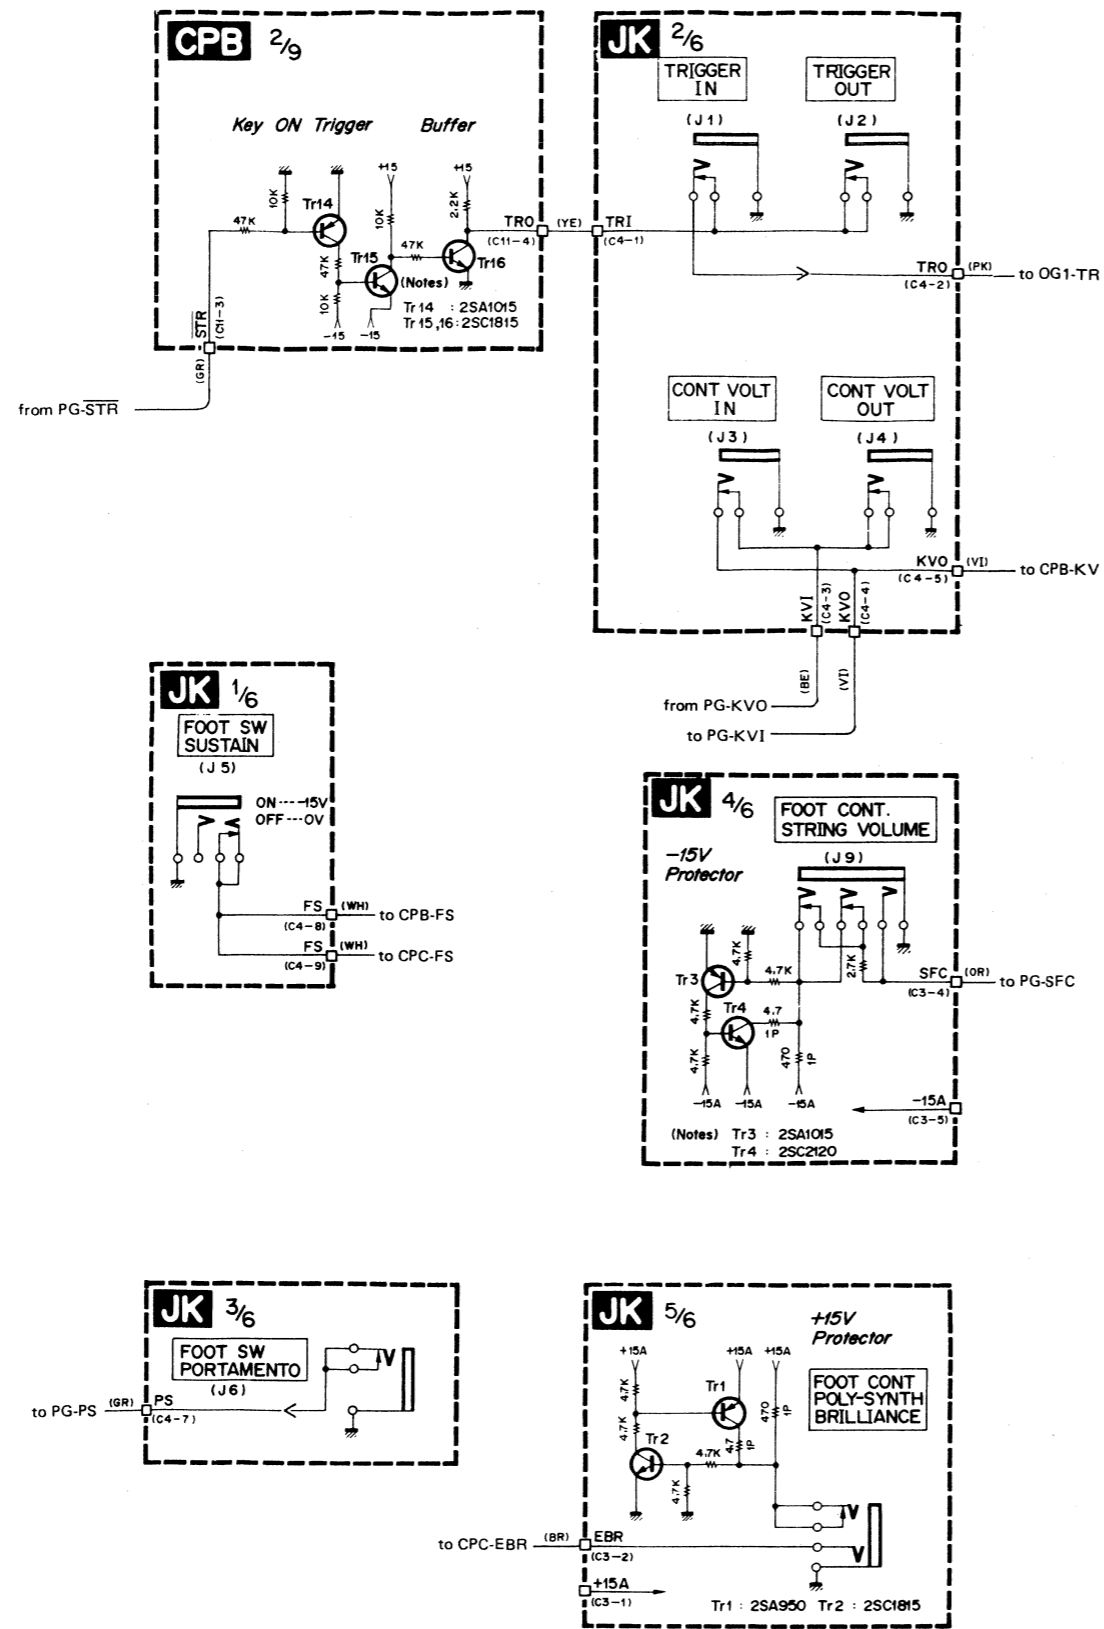 CPB 2/9
Key ON Trigger
Buffer
+15
+15
10K
Tr14
10K
2.2K
47K
TRO
(C11-4)
(YE)
47K
Tr15
47K
(Notes)
Tr16
10K
Tr14 : 2SA1015
Tr15,16:2SC1815
-15
-15
STR
(C11-3)
(GR)
from PG-STR
JK 2/6
TRIGGER
IN
TRIGGER
OUT
(J1)
(J2)
TRI
(C4-1)
TRO
(C4-2)
(PK)
to OG1-TR
CONT VOLT
IN
CONT VOLT
OUT
(J3)
(J4)
KVO
(C4-5)
(VI)
to CPB-KV
KVI
(C4-3)
KVO
(C4-4)
(BE)
(VI)
from PG-KVO
to PG-KVI
JK 1/6
FOOT SW
SUSTAIN
(J5)
ON ---- -15V
OFF --- 0V
FS
(C4-8)
(WH)
to CPB-FS
FS
(C4-9)
(WH)
to CPC-FS
JK 4/6
FOOT CONT.
STRING VOLUME
(J9)
-15V
Protector
4.7K
Tr3
4.7K
2.7K
SFC
(C3-4)
(OR)
to PG-SFC
4.7K
Tr4
4.7
1P
4.7K
470
1P
-15A
-15A
-15A
-15A
(C3-5)
(Notes) Tr3 : 2SA1015
Tr4 : 2SC2120
JK 3/6
FOOT SW
PORTAMENTO
(J6)
to PG-PS
(GR)
PS
(C4-7)
JK 5/6
+15V
Protector
+15A
+15A
+15A
FOOT CONT
POLY-SYNTH
BRILLIANCE
4.7K
Tr1
470
1P
4.7K
Tr2
4.7
1P
4.7K
4.7K
to CPC-EBR
(BR)
EBR
(C3-2)
+15A
(C3-1)
Tr1 : 2SA950 Tr2 : 2SC1815